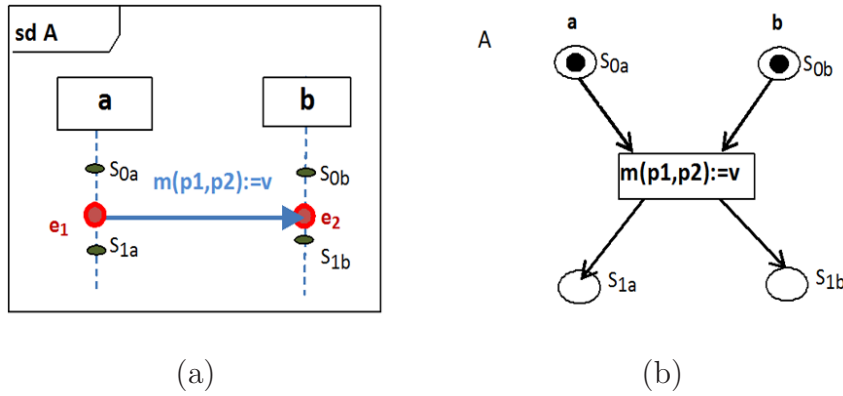 sd A
a
b
S0a
S0b
m(p1,p2):=v
e1
e2
S1a
S1b
(a)
A
a
b
S0a
S0b
m(p1,p2):=v
S1a
S1b
(b)